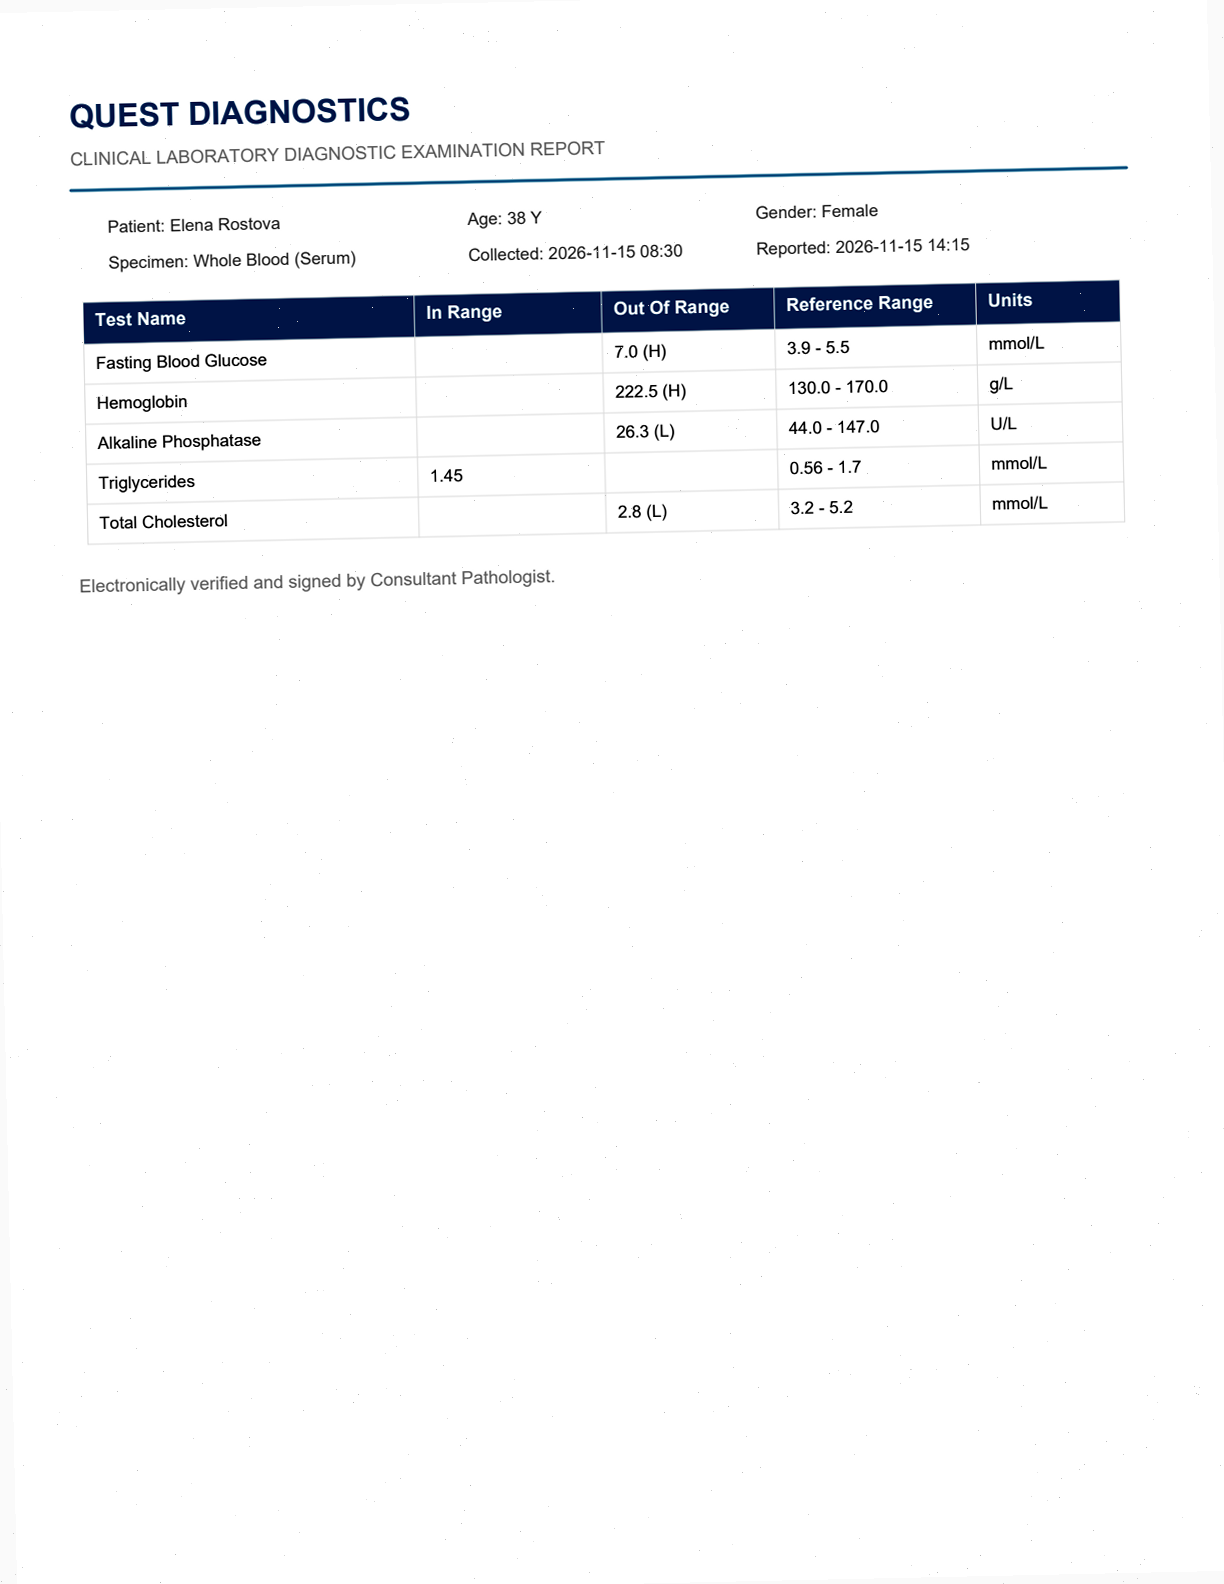 QUEST DIAGNOSTICS
CLINICAL LABORATORY DIAGNOSTIC EXAMINATION REPORT
Patient: Elena Rostova Age: 38 Y Gender: Female
Specimen: Whole Blood (Serum) Collected: 2026-11-15 08:30 Reported: 2026-11-15 14:15
Test Name In Range Out Of Range Reference Range Units
Fasting Blood Glucose 7.0 (H) 3.9 - 5.5 mmol/L
Hemoglobin 222.5 (H) 130.0 - 170.0 g/L
Alkaline Phosphatase 26.3 (L) 44.0 - 147.0 U/L
Triglycerides 1.45 0.56 - 1.7 mmol/L
Total Cholesterol 2.8 (L) 3.2 - 5.2 mmol/L
Electronically verified and signed by Consultant Pathologist.